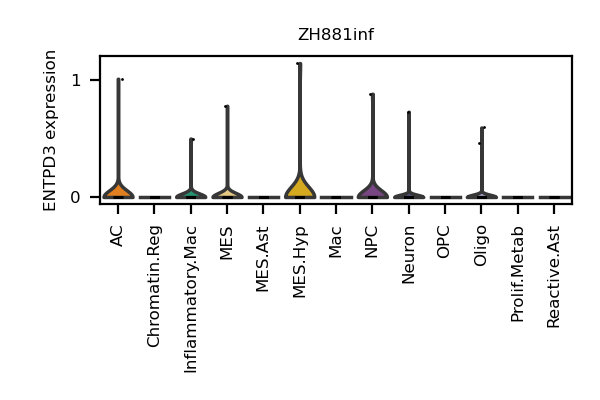 ZH881inf
ENTPD3 expression
1
0
AC
Chromatin.Reg
Inflammatory.Mac
MES
MES.Ast
MES.Hyp
Mac
NPC
Neuron
OPC
Oligo
Prolif.Metab
Reactive.Ast